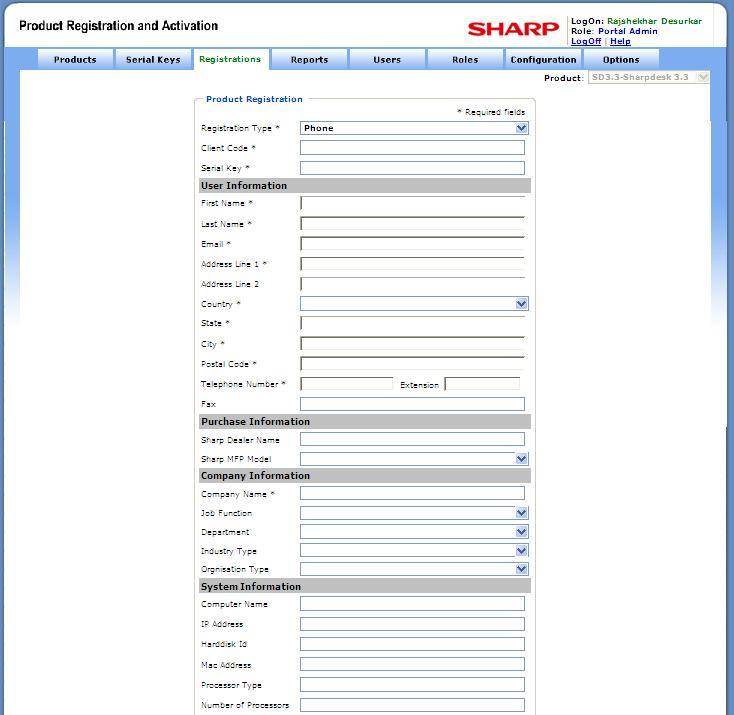 Product Registration and Activation
SHARP
LogOn: Rajshekhar Desurkar
Role: Portal Admin
LogOff | Help
Products Serial Keys Registrations Reports Users Roles Configuration Options
Product: SD3.3-Sharpdesk 3.3
Product Registration
* Required fields
Registration Type * Phone
Client Code *
Serial Key *
User Information
First Name *
Last Name *
Email *
Address Line 1 *
Address Line 2
Country *
State *
City *
Postal Code *
Telephone Number * Extension
Fax
Purchase Information
Sharp Dealer Name
Sharp MFP Model
Company Information
Company Name *
Job Function
Department
Industry Type
Orgnisation Type
System Information
Computer Name
IP Address
Harddisk Id
Mac Address
Processor Type
Number of Processors